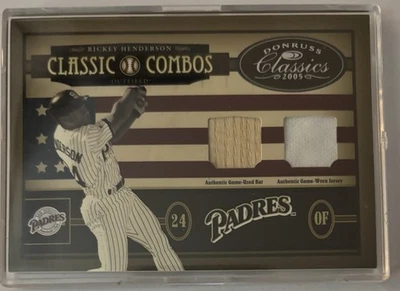 RICKEY HENDERSON
CLASSIC COMBOS
OUTFIELD
DONRUSS
Classics
2005
Authentic Game-Used Bat
Authentic Game-Worn Jersey
PADRES
24
PADRES
OF